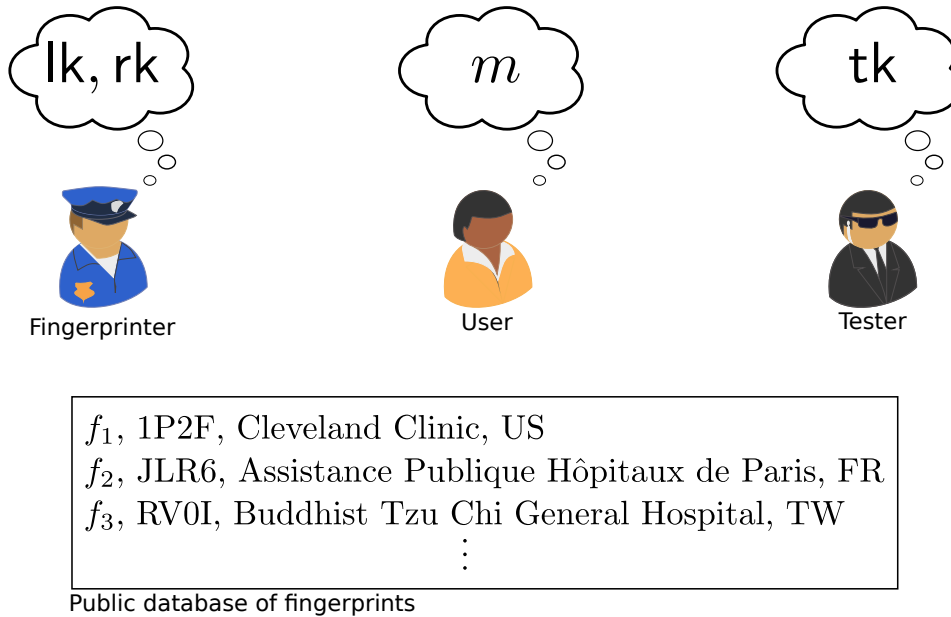 lk, rk
m
tk
Fingerprinter
User
Tester
f₁, 1P2F, Cleveland Clinic, US
f₂, JLR6, Assistance Publique Hôpitaux de Paris, FR
f₃, RV0I, Buddhist Tzu Chi General Hospital, TW
⋮
Public database of fingerprints